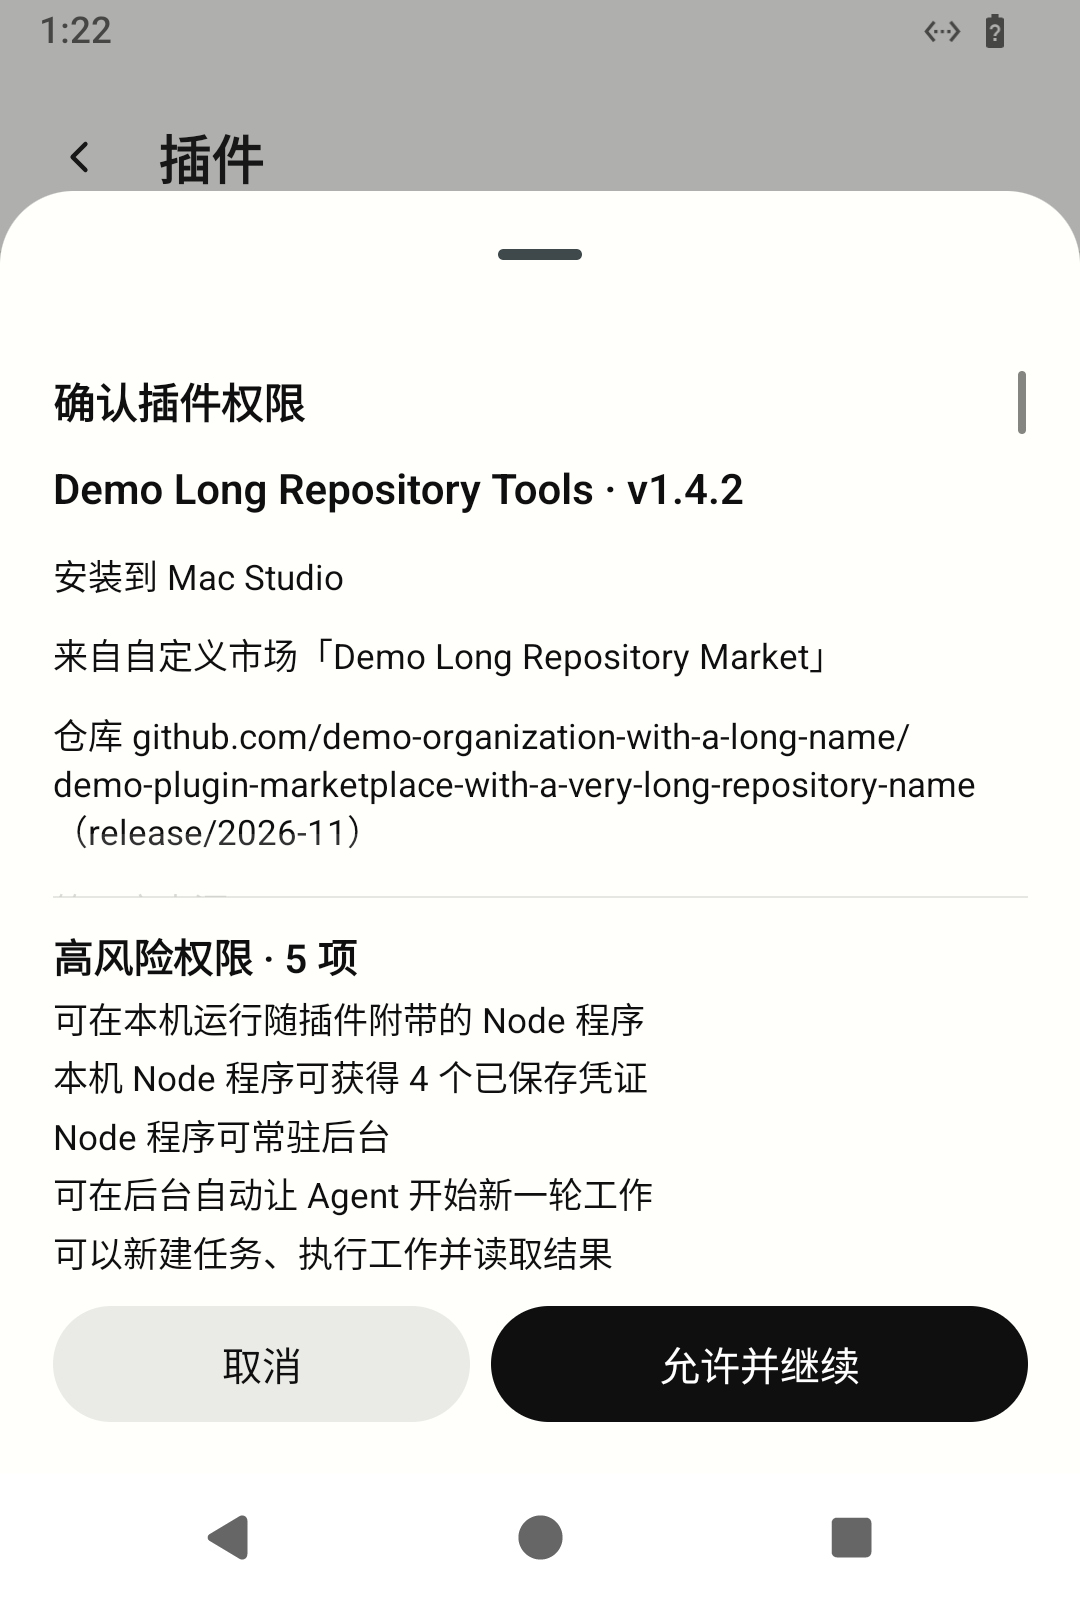 1:22
插件
确认插件权限
Demo Long Repository Tools · v1.4.2
安装到 Mac Studio
来自自定义市场「Demo Long Repository Market」
仓库 github.com/demo-organization-with-a-long-name/
demo-plugin-marketplace-with-a-very-long-repository-name
（release/2026-11）
高风险权限 · 5 项
可在本机运行随插件附带的 Node 程序
本机 Node 程序可获得 4 个已保存凭证
Node 程序可常驻后台
可在后台自动让 Agent 开始新一轮工作
可以新建任务、执行工作并读取结果
取消
允许并继续